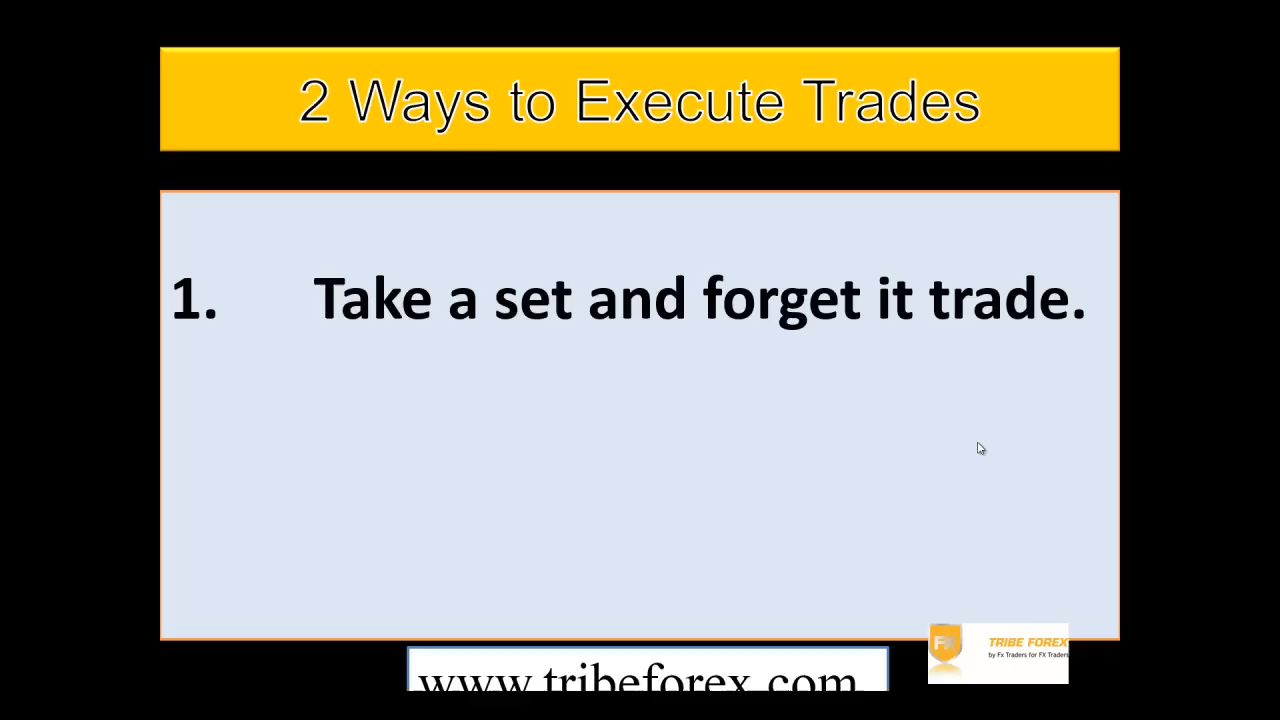 2 Ways to Execute Trades
1. Take a set and forget it trade.
FX
TRIBE FOREX
by Fx Traders for FX Traders
www.tribeforex.com